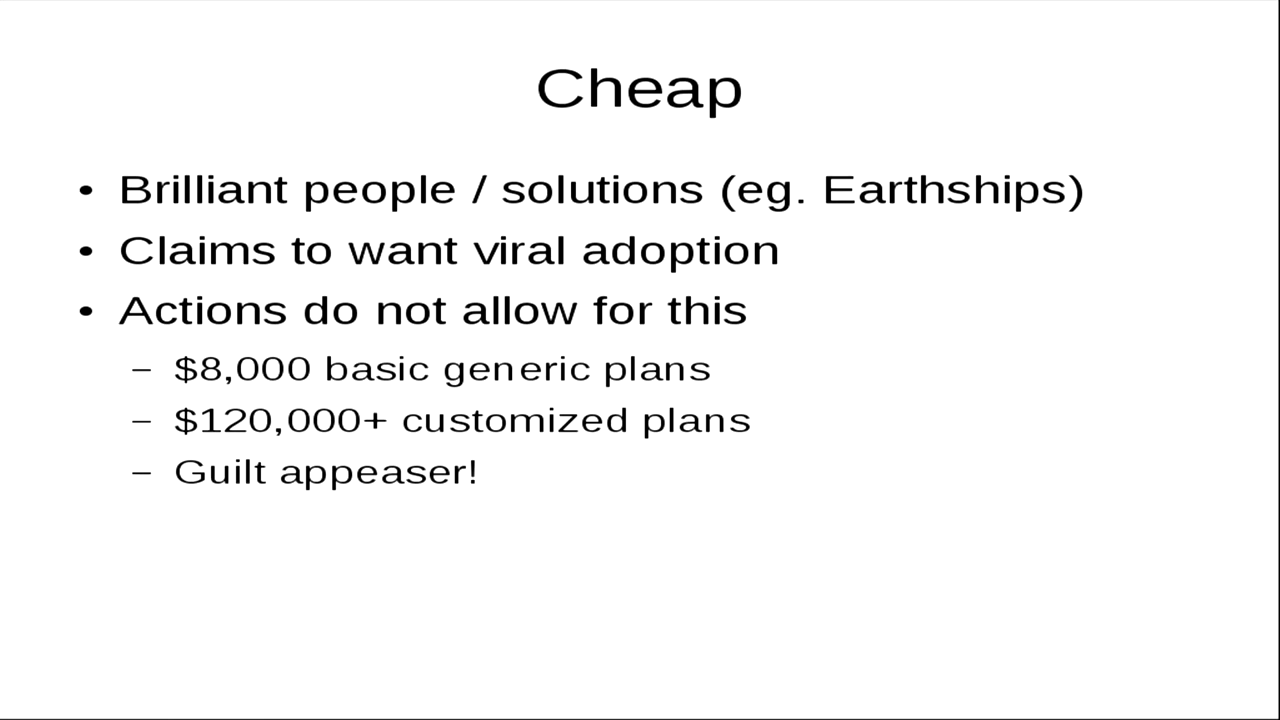 Cheap
• Brilliant people / solutions (eg. Earthships)
• Claims to want viral adoption
• Actions do not allow for this
– $8,000 basic generic plans
– $120,000+ customized plans
– Guilt appeaser!